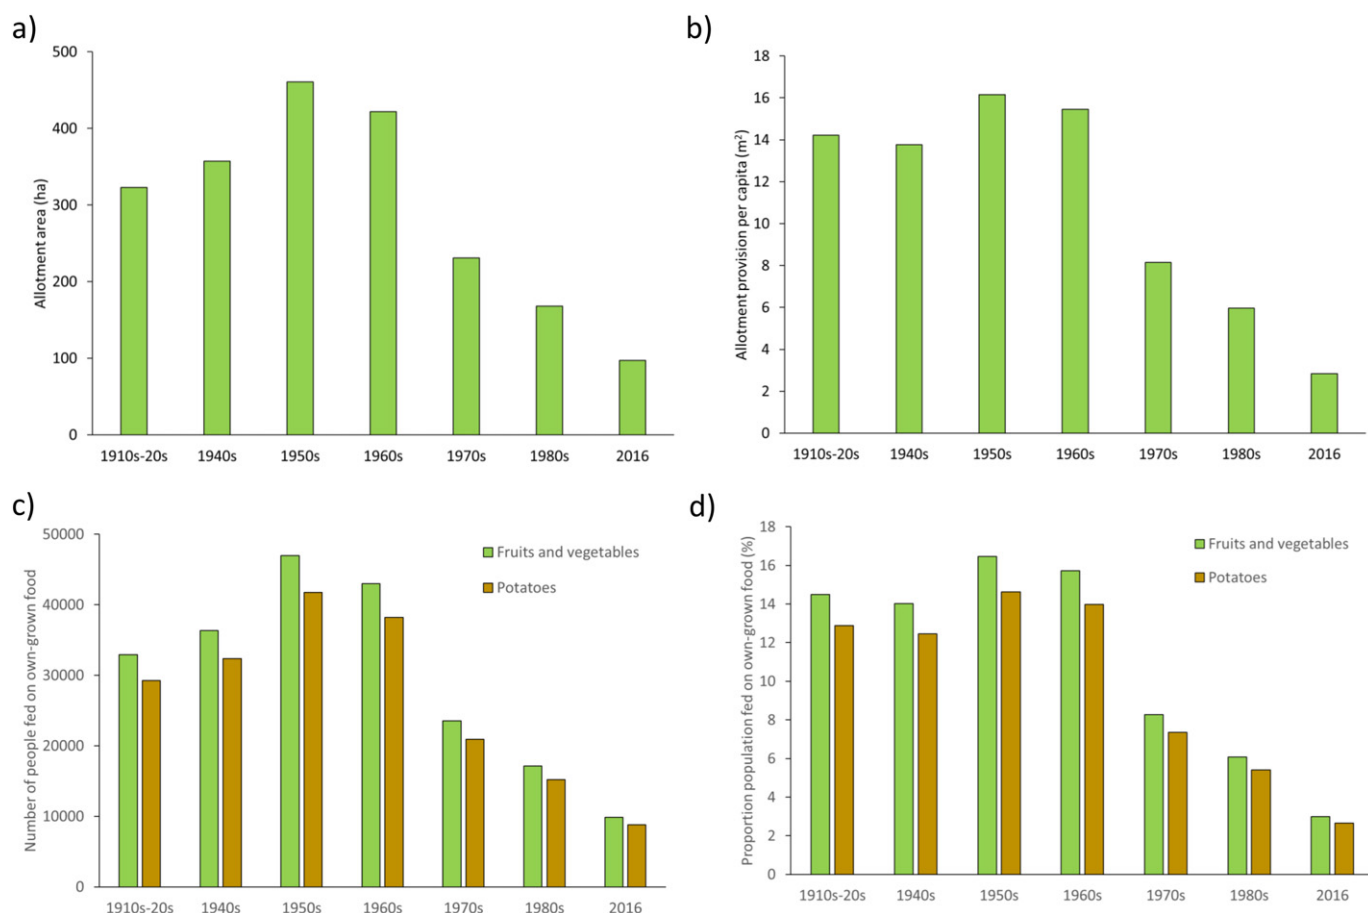 a)
500
400
300
200
100
0
Allotment area (ha)
1910s-20s 1940s 1950s 1960s 1970s 1980s 2016
b)
18
16
14
12
10
8
6
4
2
0
Allotment provision per capita (m²)
1910s-20s 1940s 1950s 1960s 1970s 1980s 2016
c)
50000
40000
30000
20000
10000
0
Number of people fed on own-grown food
Fruits and vegetables
Potatoes
1910s-20s 1940s 1950s 1960s 1970s 1980s 2016
d)
18
16
14
12
10
8
6
4
2
0
Proportion population fed on own-grown food (%)
Fruits and vegetables
Potatoes
1910s-20s 1940s 1950s 1960s 1970s 1980s 2016